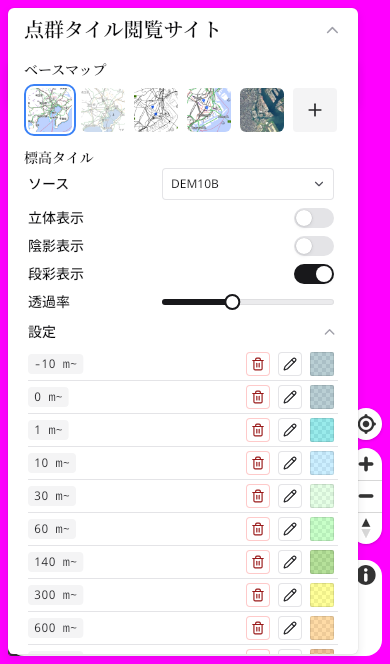 点群タイル閲覧サイト
ベースマップ
標高タイル
ソース
DEM10B
立体表示
陰影表示
段彩表示
透過率
設定
-10 m~
0 m~
1 m~
10 m~
30 m~
60 m~
140 m~
300 m~
600 m~